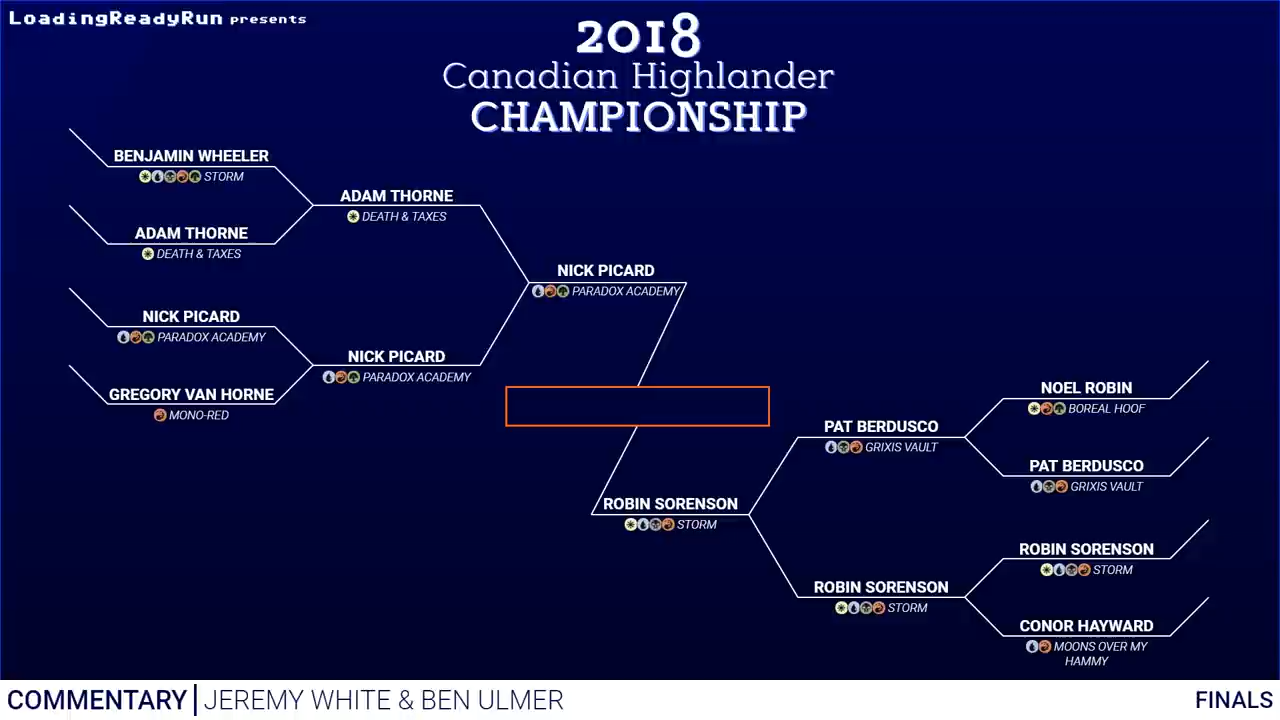 LoadingReadyRun presents
2018
Canadian Highlander
CHAMPIONSHIP
BENJAMIN WHEELER
STORM
ADAM THORNE
DEATH & TAXES
NICK PICARD
PARADOX ACADEMY
GREGORY VAN HORNE
MONO-RED
ADAM THORNE
DEATH & TAXES
NICK PICARD
PARADOX ACADEMY
NICK PICARD
PARADOX ACADEMY
ROBIN SORENSON
STORM
PAT BERDUSCO
GRIXIS VAULT
ROBIN SORENSON
STORM
NOEL ROBIN
BOREAL HOOF
PAT BERDUSCO
GRIXIS VAULT
ROBIN SORENSON
STORM
CONOR HAYWARD
MOONS OVER MY
HAMMY
COMMENTARY JEREMY WHITE & BEN ULMER
FINALS